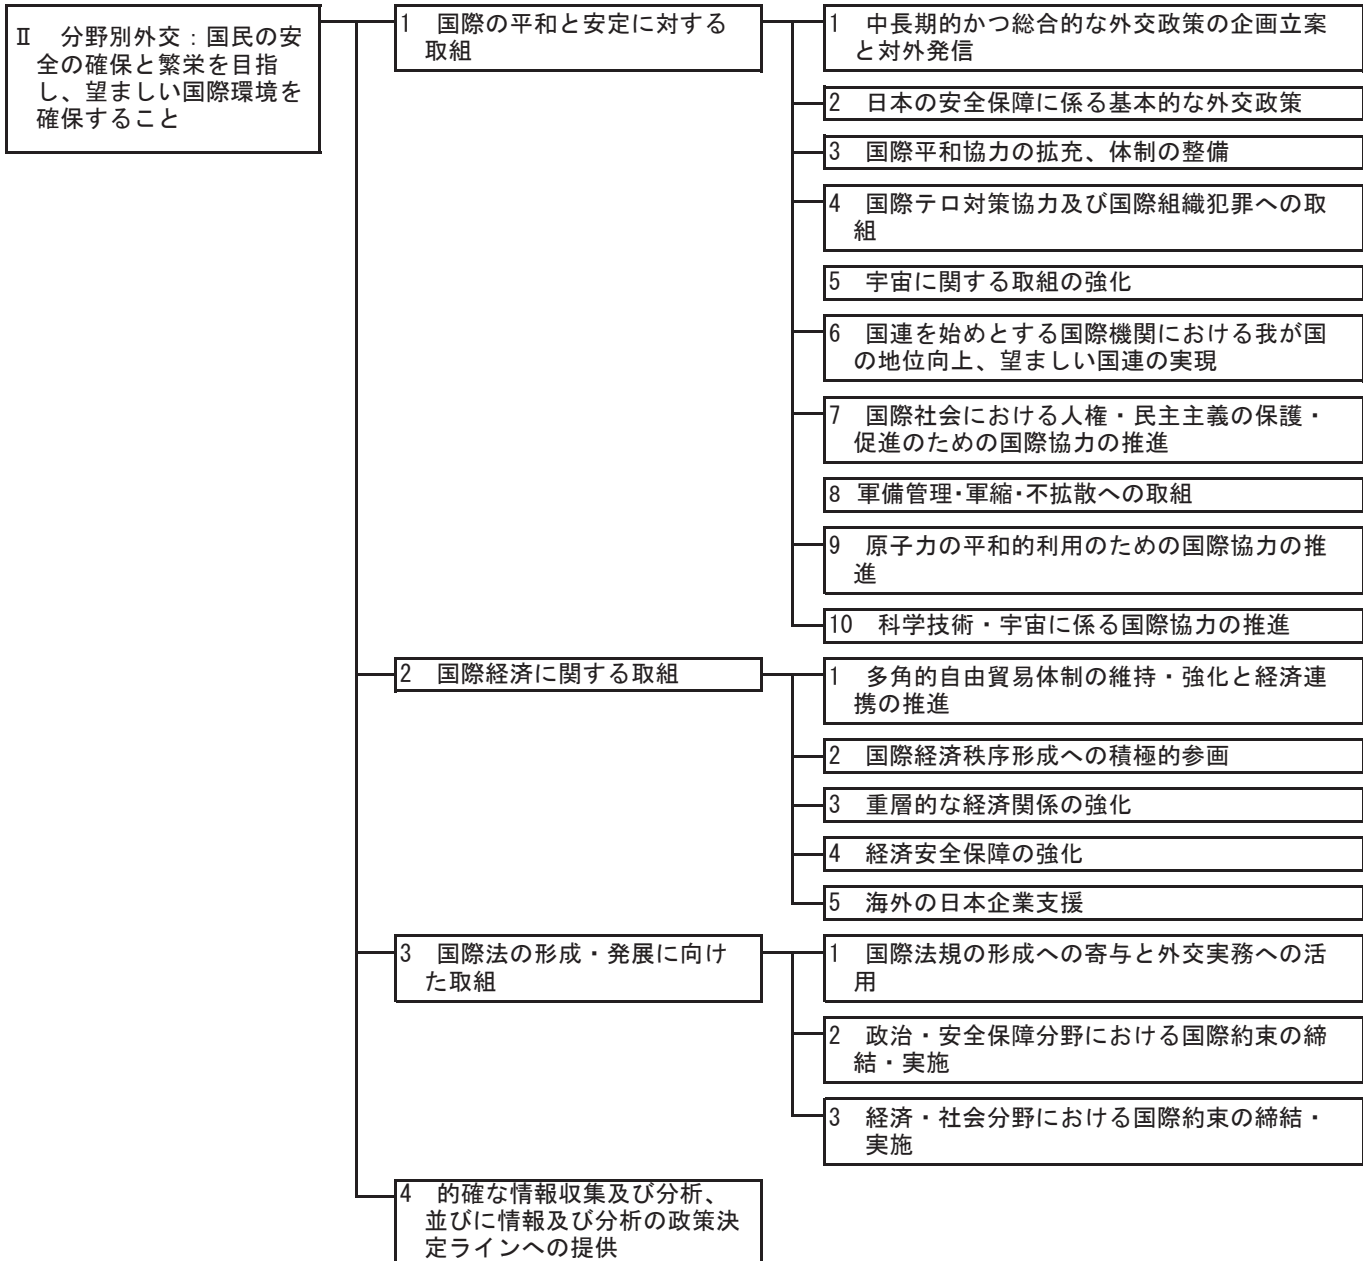 Ⅱ　分野別外交：国民の安
全の確保と繁栄を目指
し、望ましい国際環境を
確保すること
1　国際の平和と安定に対する
取組
1　中長期的かつ総合的な外交政策の企画立案
と対外発信
2　日本の安全保障に係る基本的な外交政策
3　国際平和協力の拡充、体制の整備
4　国際テロ対策協力及び国際組織犯罪への取
組
5　宇宙に関する取組の強化
6　国連を始めとする国際機関における我が国
の地位向上、望ましい国連の実現
7　国際社会における人権・民主主義の保護・
促進のための国際協力の推進
8 軍備管理･軍縮･不拡散への取組
9　原子力の平和的利用のための国際協力の推
進
10　科学技術・宇宙に係る国際協力の推進
2　国際経済に関する取組
1　多角的自由貿易体制の維持・強化と経済連
携の推進
2　国際経済秩序形成への積極的参画
3　重層的な経済関係の強化
4　経済安全保障の強化
5　海外の日本企業支援
3　国際法の形成・発展に向け
た取組
1　国際法規の形成への寄与と外交実務への活
用
2　政治・安全保障分野における国際約束の締
結・実施
3　経済・社会分野における国際約束の締結・
実施
4　的確な情報収集及び分析、
並びに情報及び分析の政策決
定ラインへの提供